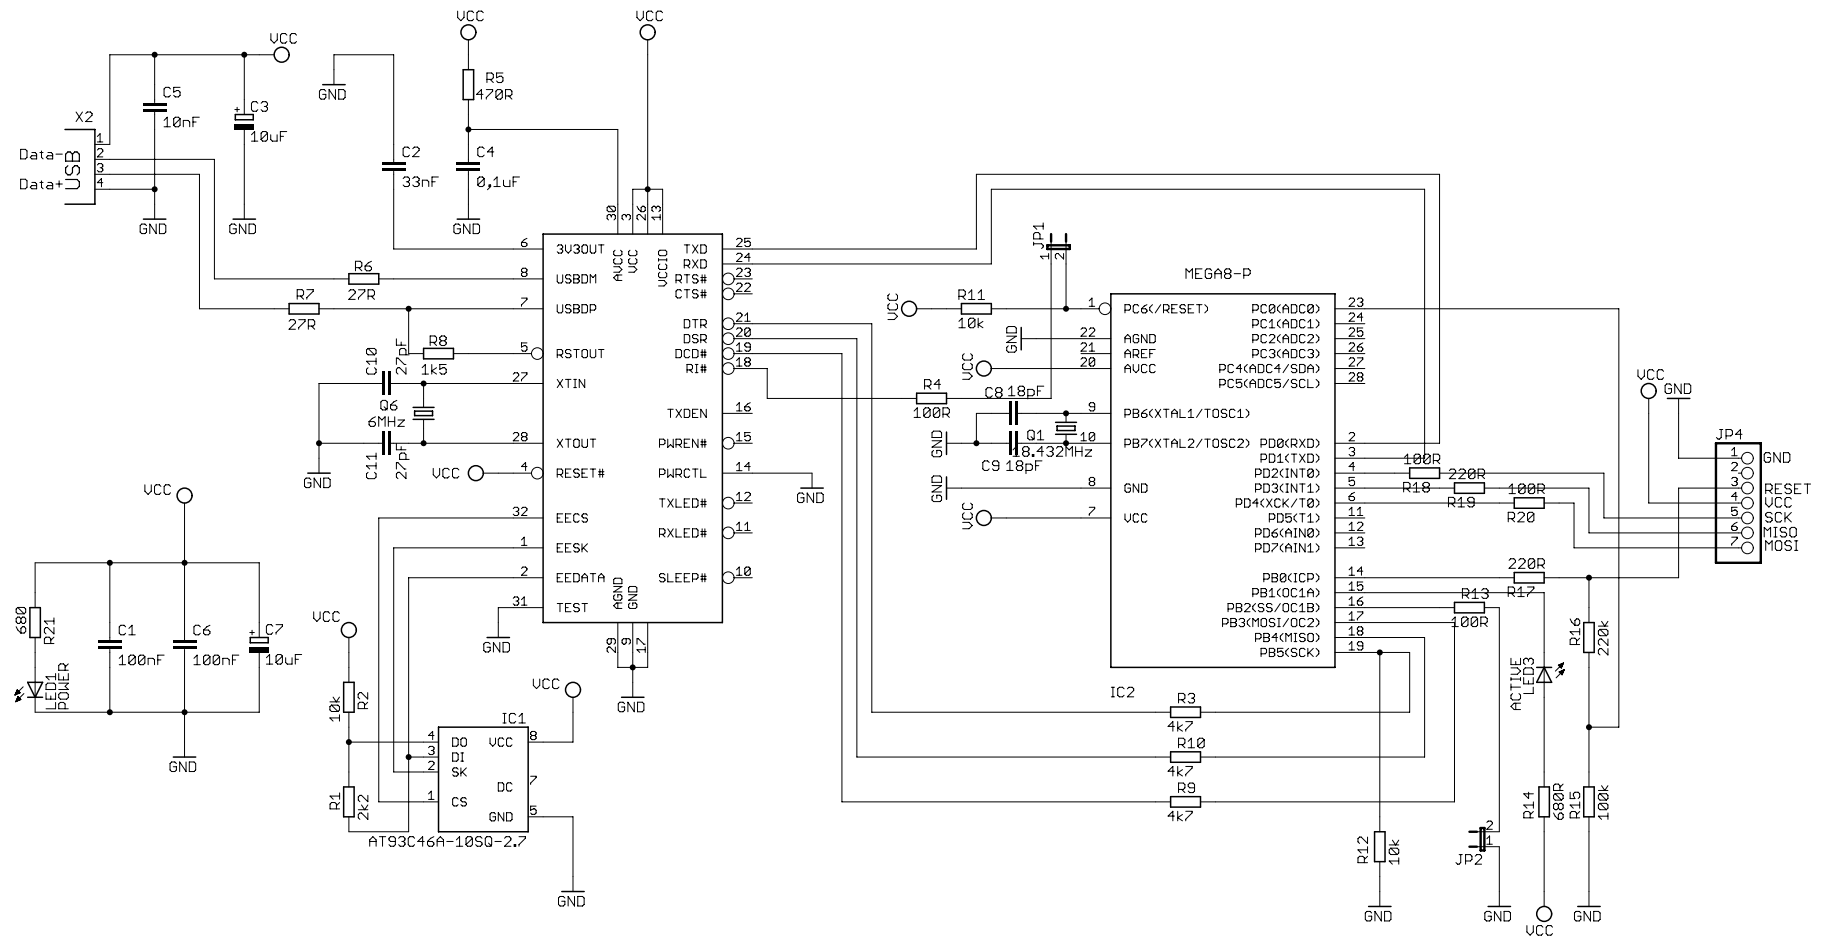 VCC
X2
Data-
Data+
USB
1
2
3
4
C5
10nF
GND
+
C3
10uF
GND
GND
C2
33nF
VCC
R5
470R
C4
0,1uF
GND
VCC
30
3
26
13
AVCC
VCC
VCCIO
6 3V3OUT
8 USBDM
7 USBDP
5 RSTOUT
27 XTIN
28 XTOUT
4 RESET#
32 EECS
1 EESK
2 EEDATA
31 TEST
R6
27R
R7
27R
R8
1k5
C10
27pF
Q6
6MHz
C11
27pF
GND
VCC
TXD 25
RXD 24
RTS# 23
CTS# 22
DTR 21
DSR 20
DCD# 19
RI# 18
TXDEN 16
PWREN# 15
PWRCTL 14
TXLED# 12
RXLED# 11
SLEEP# 10
GND
AGND
GND
29
9
17
GND
GND
VCC
680
R21
LED1
POWER
C1
100nF
C6
100nF
+
C7
10uF
GND
VCC
10k
R2
R1
2k2
IC1
4 DO
3 DI
2 SK
1 CS
VCC 8
DC 7
GND 5
AT93C46A-10SQ-2.7
VCC
GND
JP1
1
2
MEGA8-P
VCC
R11
10k
GND
VCC
R4
100R
C8 18pF
Q1
18.432MHz
C9 18pF
GND
GND
VCC
1 PC6(/RESET)
22 AGND
21 AREF
20 AVCC
9 PB6(XTAL1/TOSC1)
10 PB7(XTAL2/TOSC2)
8 GND
7 VCC
PC0(ADC0) 23
PC1(ADC1) 24
PC2(ADC2) 25
PC3(ADC3) 26
PC4(ADC4/SDA) 27
PC5(ADC5/SCL) 28
PD0(RXD) 2
PD1(TXD) 3
PD2(INT0) 4
PD3(INT1) 5
PD4(XCK/T0) 6
PD5(T1) 11
PD6(AIN0) 12
PD7(AIN1) 13
PB0(ICP) 14
PB1(OC1A) 15
PB2(SS/OC1B) 16
PB3(MOSI/OC2) 17
PB4(MISO) 18
PB5(SCK) 19
IC2
100R
R18
220R
R19
100R
R20
220R
R17
R13
100R
R3
4k7
R10
4k7
R9
4k7
R12
10k
GND
JP2
2
1
GND
ACTIVE
LED3
R14
680R
VCC
R16
220k
R15
100k
GND
VCC
GND
JP4
1 GND
2
3 RESET
4 VCC
5 SCK
6 MISO
7 MOSI